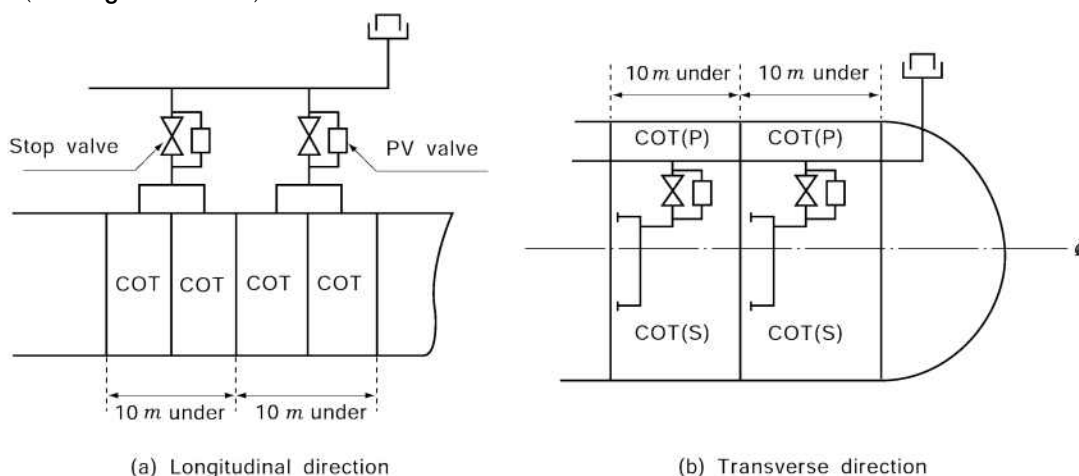 10 m under
10 m under
Stop valve
PV valve
COT(P)
COT(P)
COT
COT
COT
COT
COT(S)
COT(S)
10 m under
10 m under
(a) Longitudinal direction
(b) Transverse direction